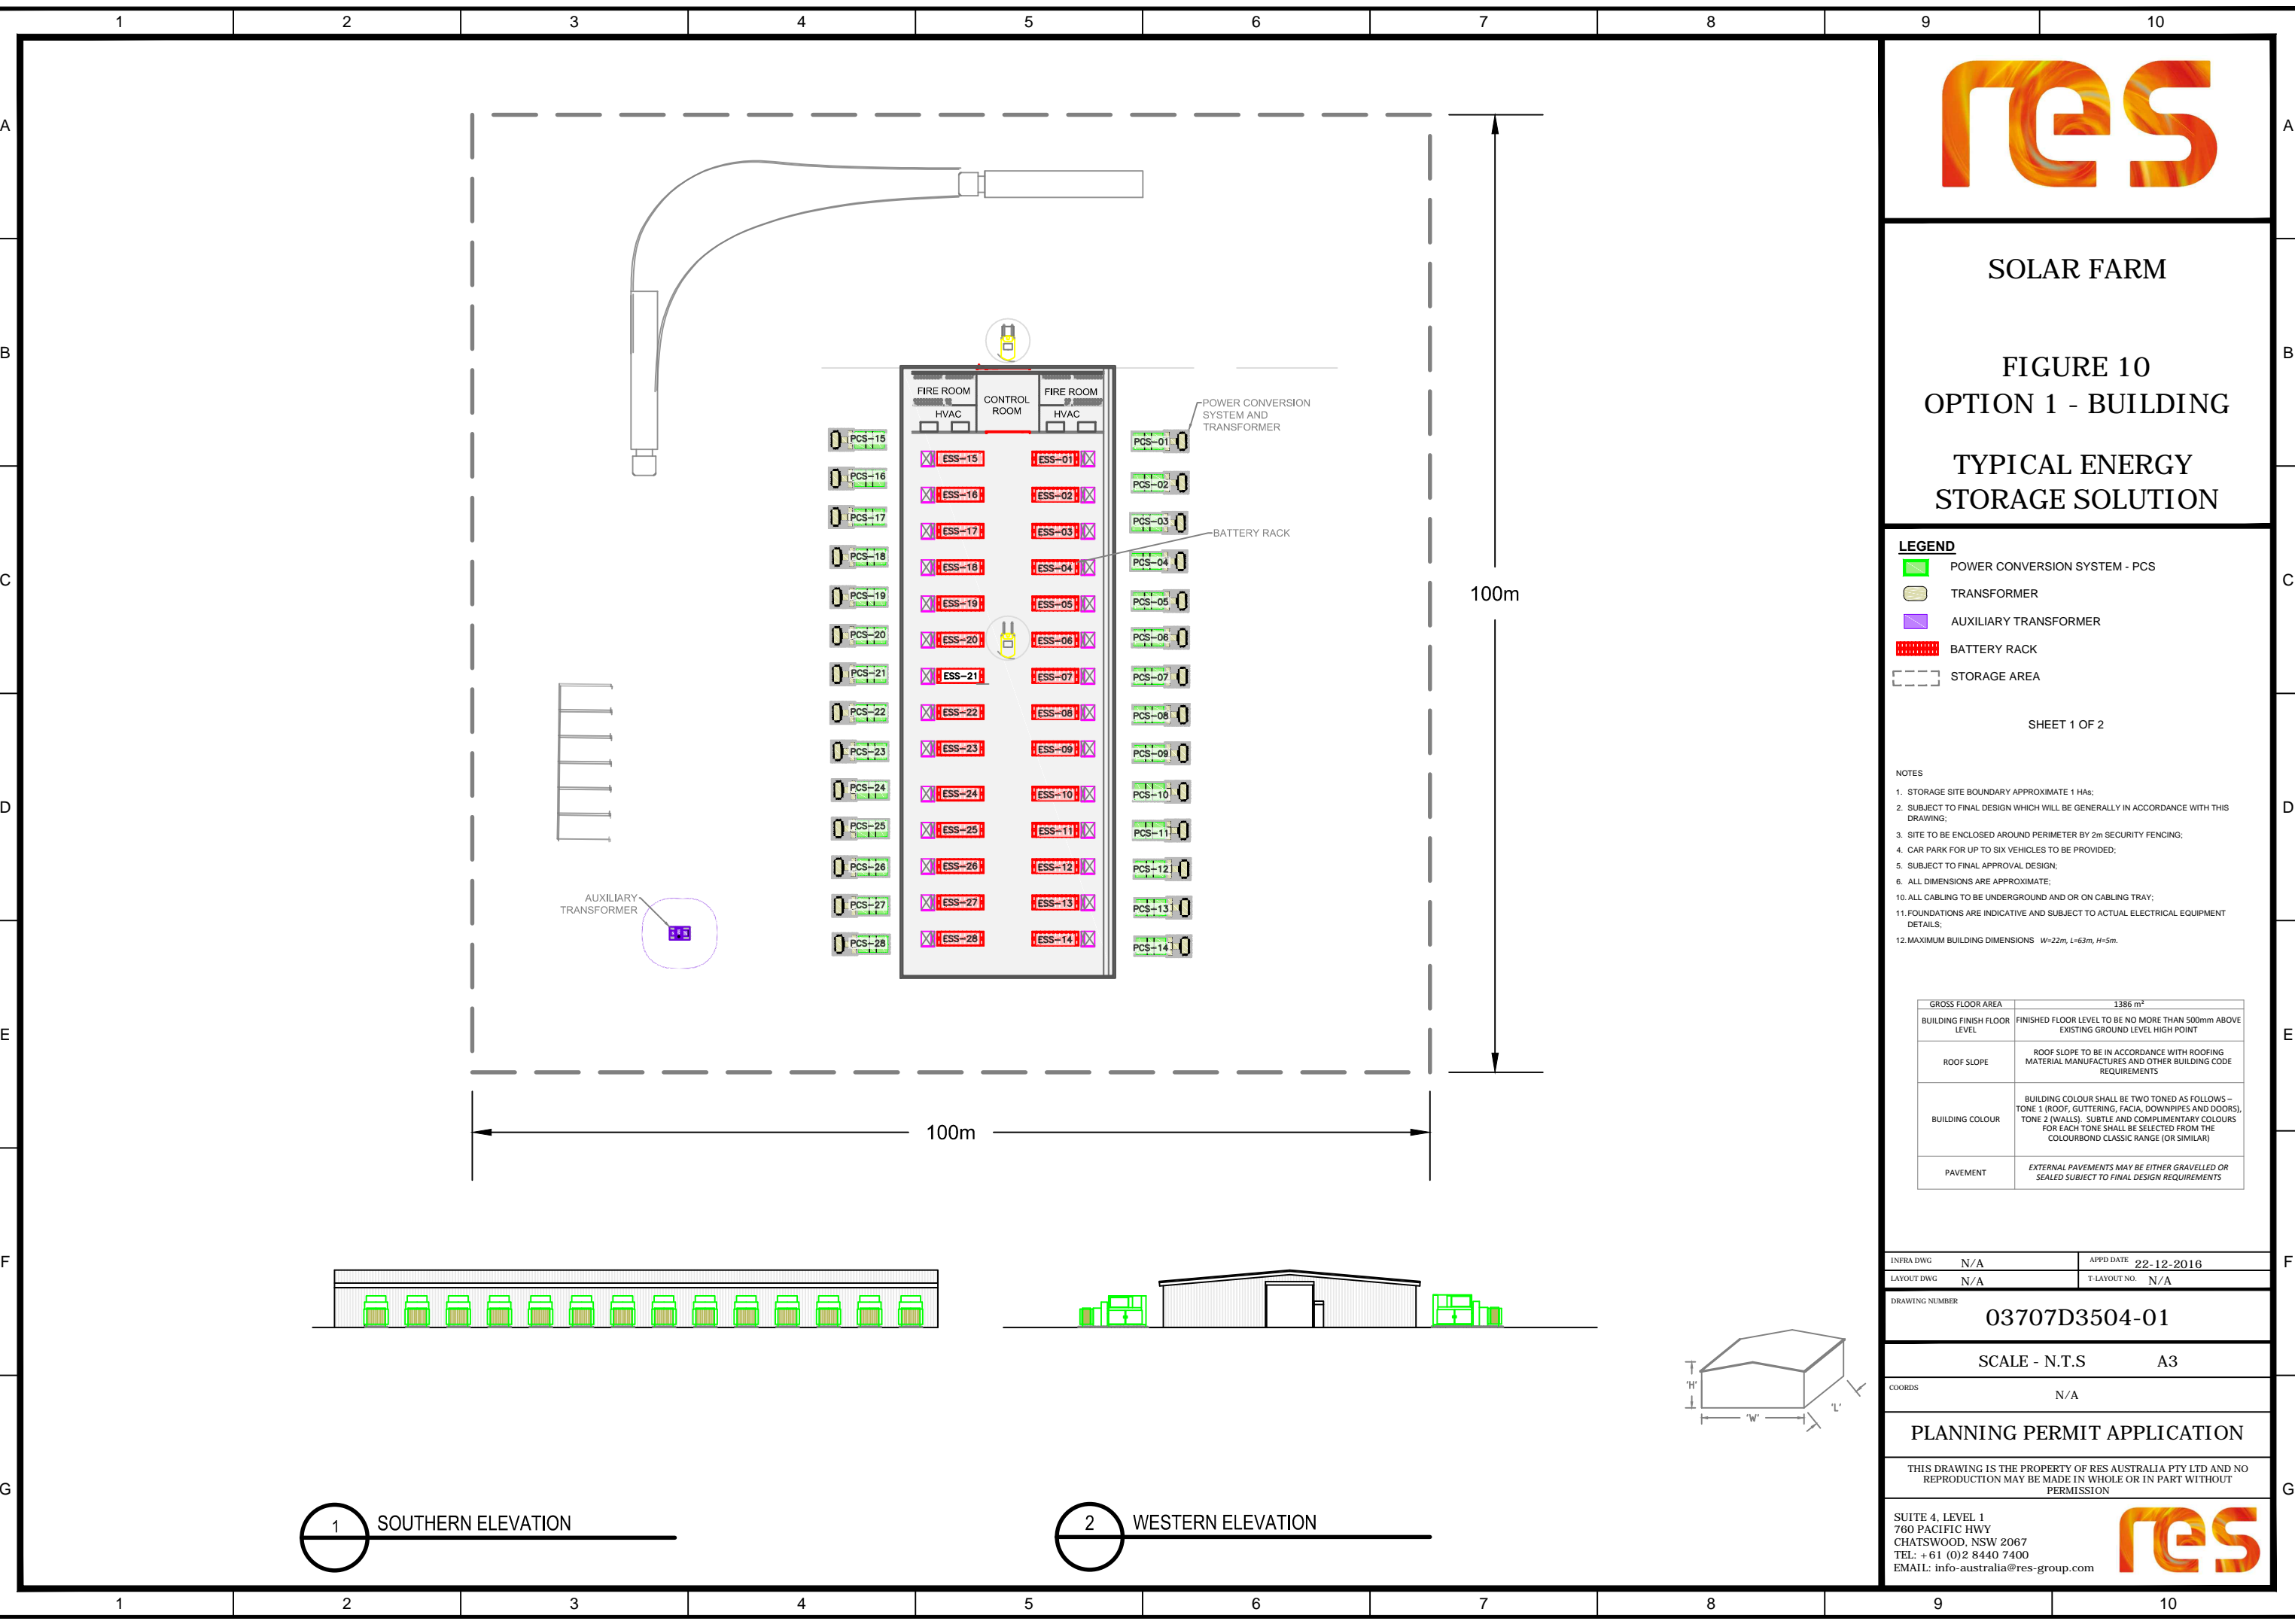 1 2 3 4 5 6 7 8 9 10
A
B
C
D
E
F
G
A
B
C
D
E
F
G
FIRE ROOM
CONTROL
ROOM
FIRE ROOM
HVAC
HVAC
POWER CONVERSION
SYSTEM AND
TRANSFORMER
BATTERY RACK
PCS-15
PCS-16
PCS-17
PCS-18
PCS-19
PCS-20
PCS-21
PCS-22
PCS-23
PCS-24
PCS-25
PCS-26
PCS-27
PCS-28
ESS-15
ESS-16
ESS-17
ESS-18
ESS-19
ESS-20
ESS-21
ESS-22
ESS-23
ESS-24
ESS-25
ESS-26
ESS-27
ESS-28
ESS-01
ESS-02
ESS-03
ESS-04
ESS-05
ESS-06
ESS-07
ESS-08
ESS-09
ESS-10
ESS-11
ESS-12
ESS-13
ESS-14
PCS-01
PCS-02
PCS-03
PCS-04
PCS-05
PCS-06
PCS-07
PCS-08
PCS-09
PCS-10
PCS-11
PCS-12
PCS-13
PCS-14
AUXILIARY
TRANSFORMER
100m
100m
'H'
'W'
'L'
1 SOUTHERN ELEVATION
2 WESTERN ELEVATION
res
SOLAR FARM
FIGURE 10
OPTION 1 - BUILDING
TYPICAL ENERGY
STORAGE SOLUTION
LEGEND
POWER CONVERSION SYSTEM - PCS
TRANSFORMER
AUXILIARY TRANSFORMER
BATTERY RACK
STORAGE AREA
SHEET 1 OF 2
NOTES
1. STORAGE SITE BOUNDARY APPROXIMATE 1 HAs;
2. SUBJECT TO FINAL DESIGN WHICH WILL BE GENERALLY IN ACCORDANCE WITH THIS
DRAWING;
3. SITE TO BE ENCLOSED AROUND PERIMETER BY 2m SECURITY FENCING;
4. CAR PARK FOR UP TO SIX VEHICLES TO BE PROVIDED;
5. SUBJECT TO FINAL APPROVAL DESIGN;
6. ALL DIMENSIONS ARE APPROXIMATE;
10. ALL CABLING TO BE UNDERGROUND AND OR ON CABLING TRAY;
11. FOUNDATIONS ARE INDICATIVE AND SUBJECT TO ACTUAL ELECTRICAL EQUIPMENT
DETAILS;
12. MAXIMUM BUILDING DIMENSIONS W=22m, L=63m, H=5m.
GROSS FLOOR AREA 1386 m²
BUILDING FINISH FLOOR
LEVEL
FINISHED FLOOR LEVEL TO BE NO MORE THAN 500mm ABOVE
EXISTING GROUND LEVEL HIGH POINT
ROOF SLOPE
ROOF SLOPE TO BE IN ACCORDANCE WITH ROOFING
MATERIAL MANUFACTURES AND OTHER BUILDING CODE
REQUIREMENTS
BUILDING COLOUR
BUILDING COLOUR SHALL BE TWO TONED AS FOLLOWS –
TONE 1 (ROOF, GUTTERING, FACIA, DOWNPIPES AND DOORS),
TONE 2 (WALLS). SUBTLE AND COMPLIMENTARY COLOURS
FOR EACH TONE SHALL BE SELECTED FROM THE
COLOURBOND CLASSIC RANGE (OR SIMILAR)
PAVEMENT
EXTERNAL PAVEMENTS MAY BE EITHER GRAVELLED OR
SEALED SUBJECT TO FINAL DESIGN REQUIREMENTS
INFRA DWG N/A APPD DATE 22-12-2016
LAYOUT DWG N/A T-LAYOUT NO. N/A
DRAWING NUMBER
03707D3504-01
SCALE - N.T.S A3
COORDS
N/A
PLANNING PERMIT APPLICATION
THIS DRAWING IS THE PROPERTY OF RES AUSTRALIA PTY LTD AND NO
REPRODUCTION MAY BE MADE IN WHOLE OR IN PART WITHOUT
PERMISSION
SUITE 4, LEVEL 1
760 PACIFIC HWY
CHATSWOOD, NSW 2067
TEL: +61 (0)2 8440 7400
EMAIL: info-australia@res-group.com
res
1 2 3 4 5 6 7 8 9 10